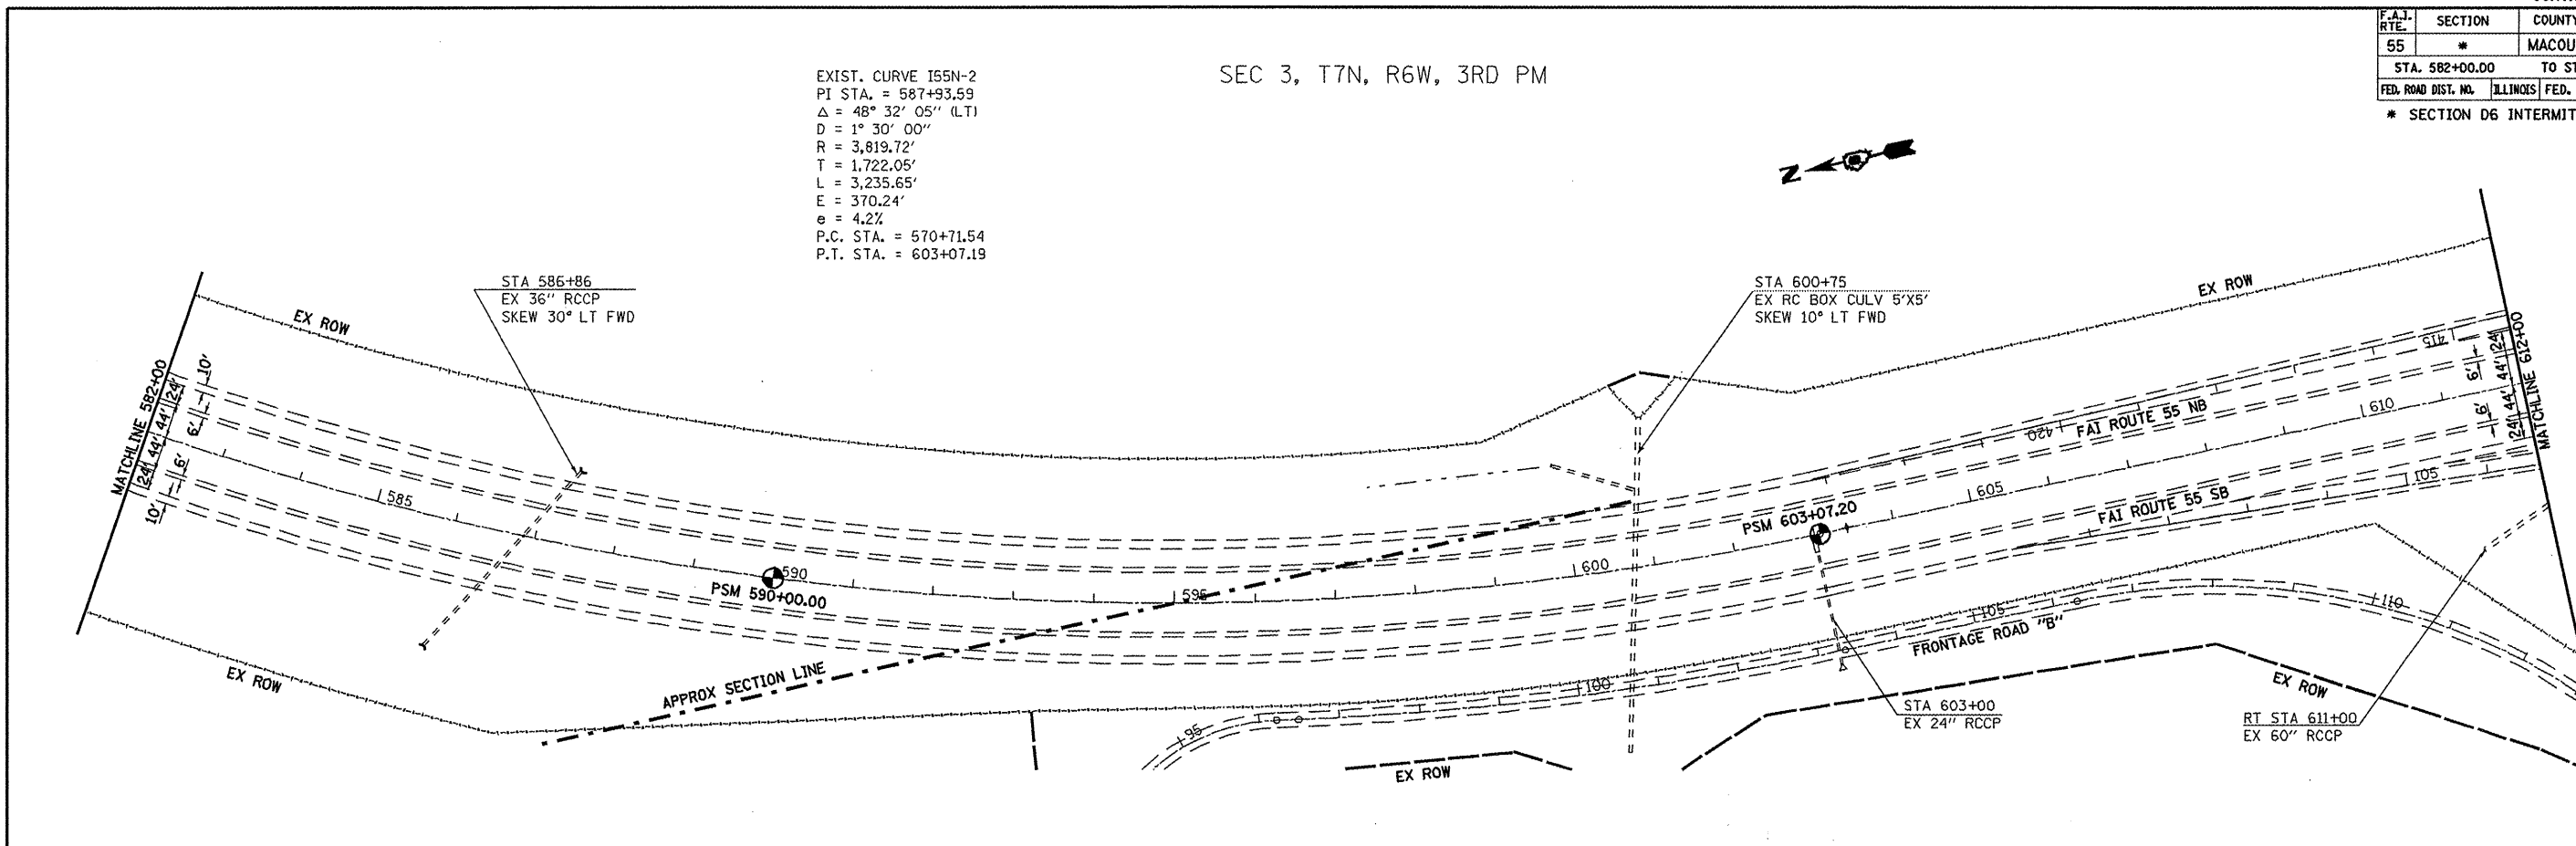 F.A.I. RTE. SECTION COUNTY
55 * MACOU
STA. 582+00.00 TO ST
FED. ROAD DIST. NO. ILLINOIS FED.
* SECTION D6 INTERMIT
EXIST. CURVE I55N-2
PI STA. = 587+93.59
Δ = 48° 32' 05'' (LT)
D = 1° 30' 00''
R = 3,819.72'
T = 1,722.05'
L = 3,235.65'
E = 370.24'
e = 4.2%
P.C. STA. = 570+71.54
P.T. STA. = 603+07.19
SEC 3, T7N, R6W, 3RD PM
N
STA 586+86
EX 36'' RCCP
SKEW 30° LT FWD
STA 600+75
EX RC BOX CULV 5'X5'
SKEW 10° LT FWD
EX ROW
EX ROW
MATCHLINE 582+00
10'
24'
44'
6'
44'
6'
24'
10'
585
590
PSM 590+00.00
595
600
PSM 603+07.20
605
610
415
420
FAI ROUTE 55 NB
FAI ROUTE 55 SB
105
24'
44'
6'
44'
6'
24'
MATCHLINE 612+00
EX ROW
APPROX SECTION LINE
95
100
105
110
FRONTAGE ROAD "B"
EX ROW
STA 603+00
EX 24'' RCCP
EX ROW
RT STA 611+00
EX 60'' RCCP